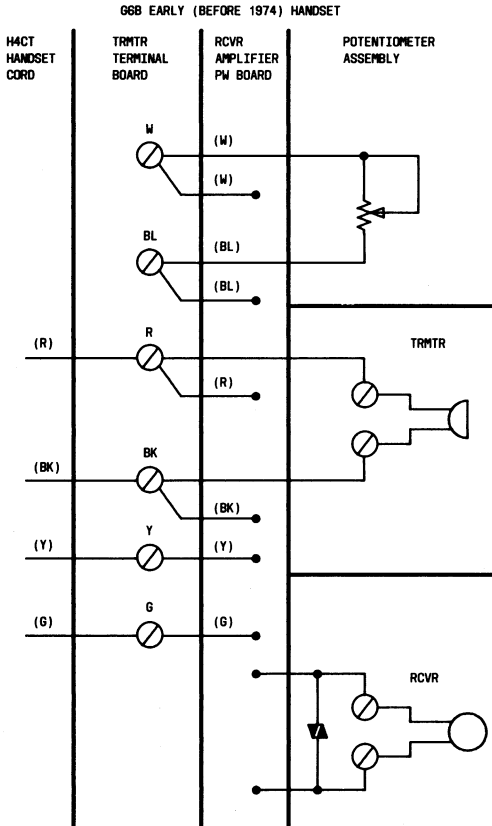 G6B EARLY (BEFORE 1974) HANDSET
H4CT
HANDSET
CORD
TRMTR
TERMINAL
BOARD
RCVR
AMPLIFIER
PW BOARD
POTENTIOMETER
ASSEMBLY
W
(W)
(W)
BL
(BL)
(BL)
R
(R)
TRMTR
(R)
BK
(BK)
(BK)
Y
(Y)
(Y)
G
(G)
(G)
RCVR